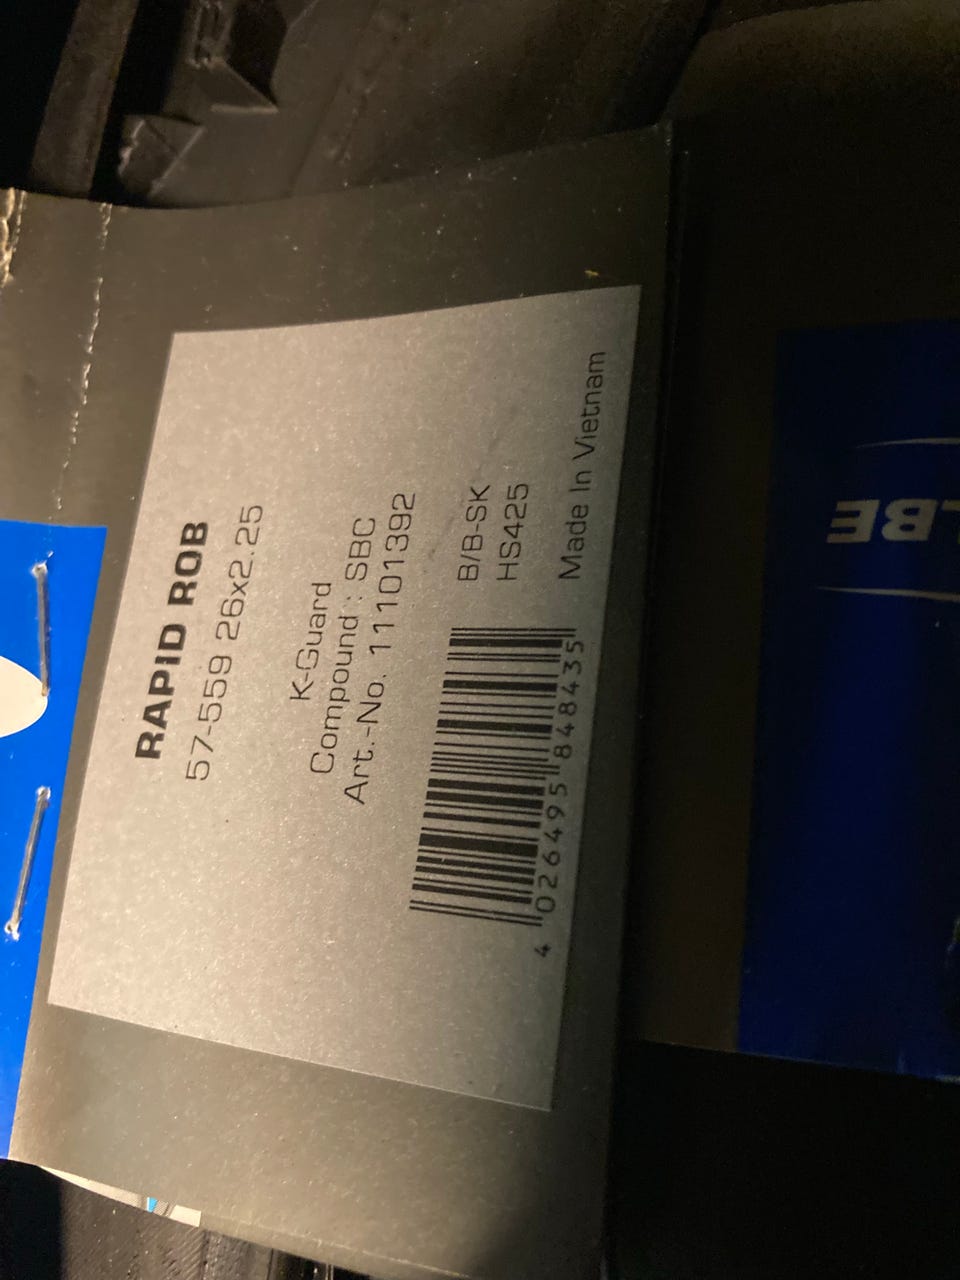 RAPID ROB
57-559 26x2.25
K-Guard
Compound : SBC
Art.-No. 11101392
B/B-SK
HS425
Made In Vietnam
4 026495 848435